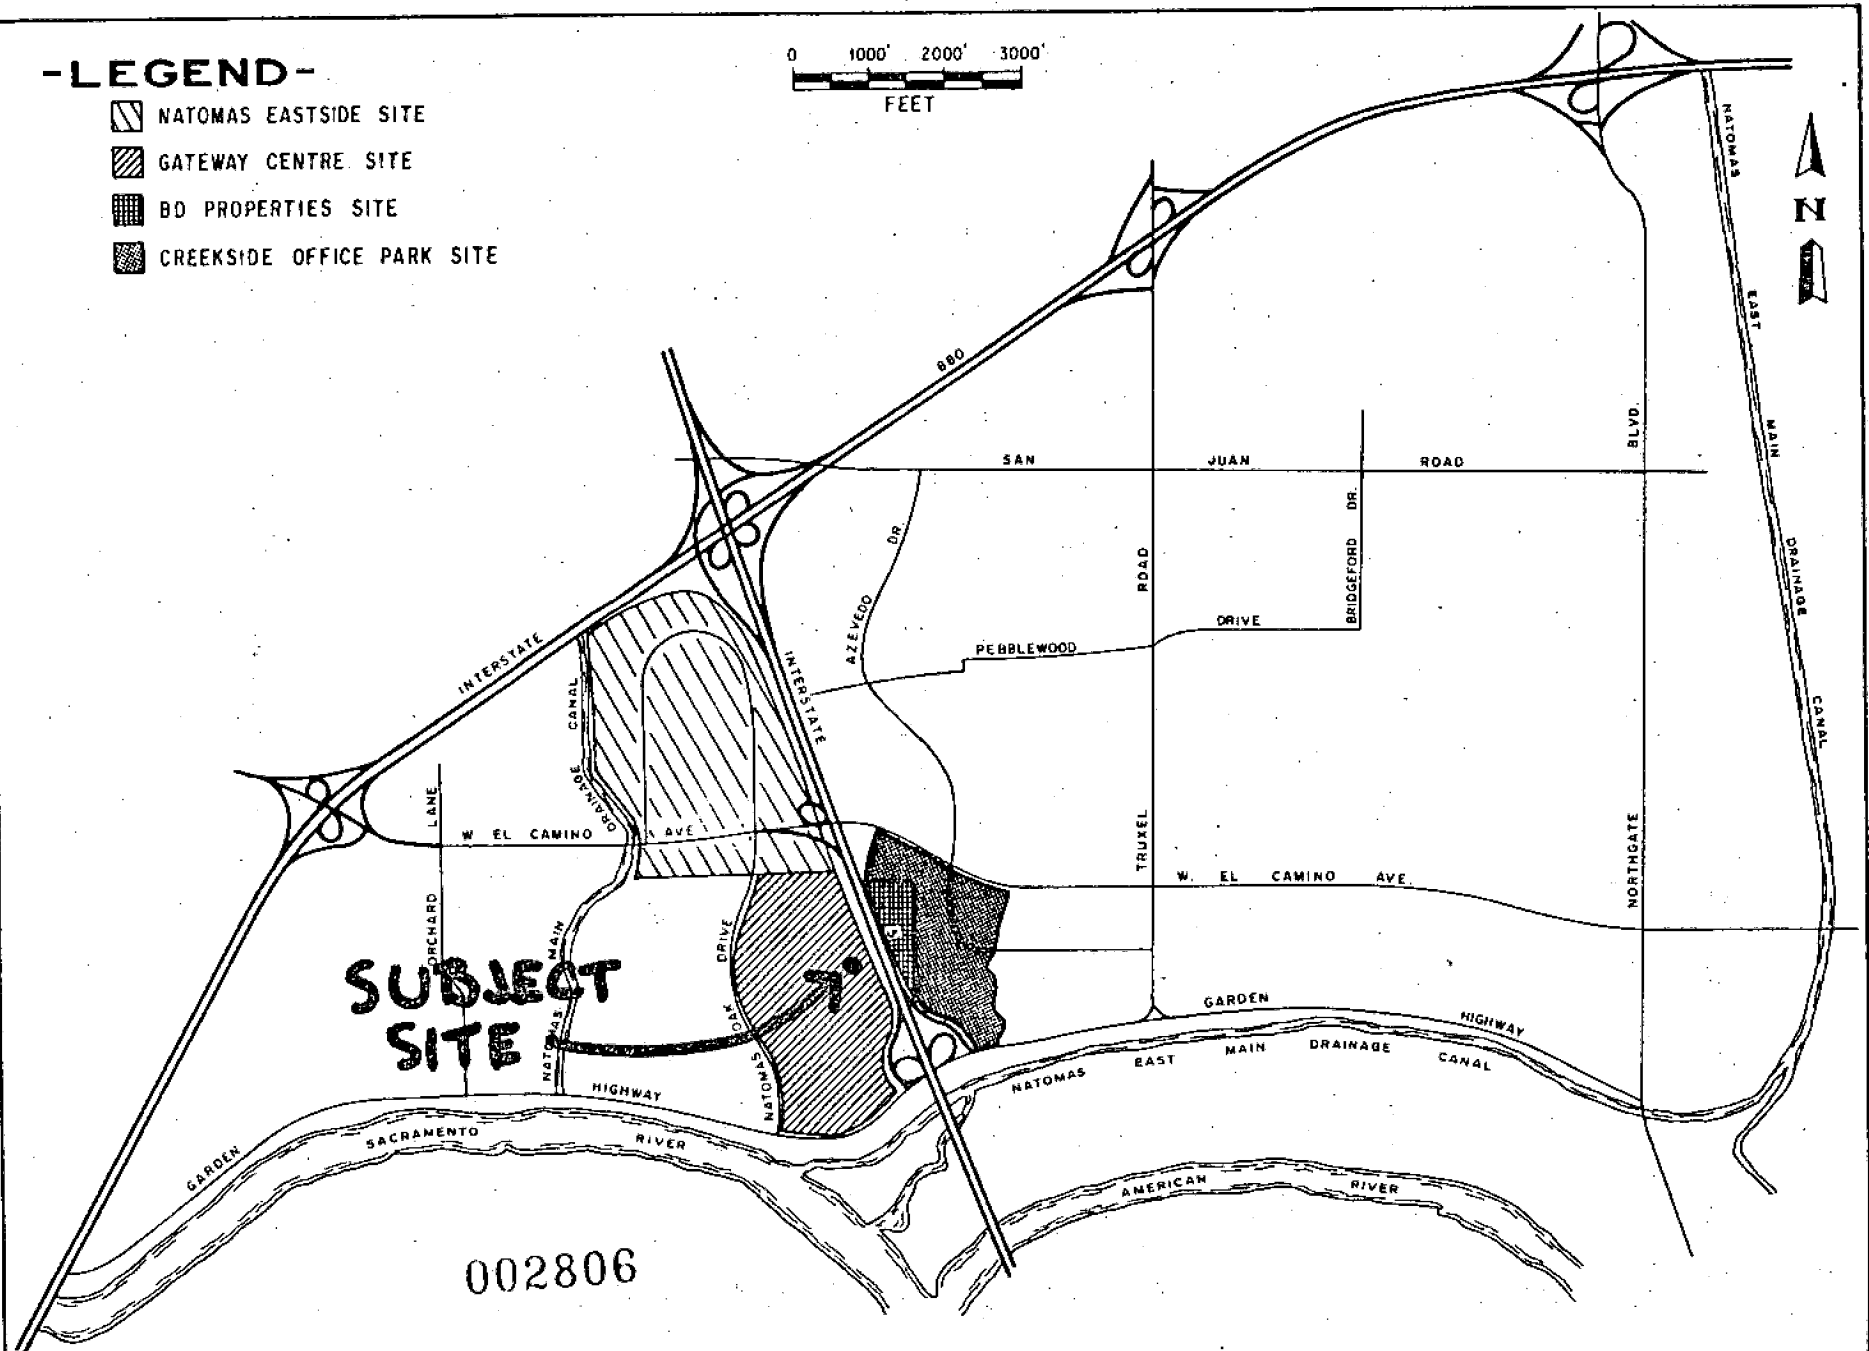 -LEGEND-
NATOMAS EASTSIDE SITE
GATEWAY CENTRE SITE
BD PROPERTIES SITE
CREEKSIDE OFFICE PARK SITE
0 1000' 2000' 3000'
FEET
N
NATOMAS EAST MAIN DRAINAGE CANAL
INTERSTATE 880
SAN JUAN ROAD
BLVD.
NORTHGATE
AZEVEDO DR.
TRUXEL ROAD
BRIDGEFORD DR.
PEBBLEWOOD DRIVE
INTERSTATE
5
CANAL
DRAINAGE
MAIN
NATOMAS
ORCHARD LANE
W EL CAMINO AVE
W. EL CAMINO AVE.
NATOMAS OAK DRIVE
SUBJECT
SITE
GARDEN HIGHWAY
GARDEN HIGHWAY
NATOMAS EAST MAIN DRAINAGE CANAL
SACRAMENTO RIVER
AMERICAN RIVER
002806